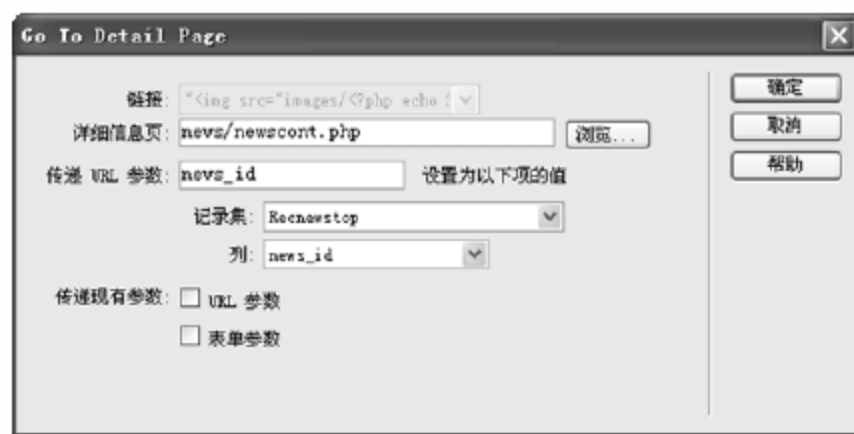 Go To Detail Page
链接: "<img src="images/<?php echo $
详细信息页: news/newscont.php 浏览...
传递 URL 参数: news_id 设置为以下项的值
记录集: Recnewstop
列: news_id
传递现有参数: URL 参数
表单参数
确定
取消
帮助